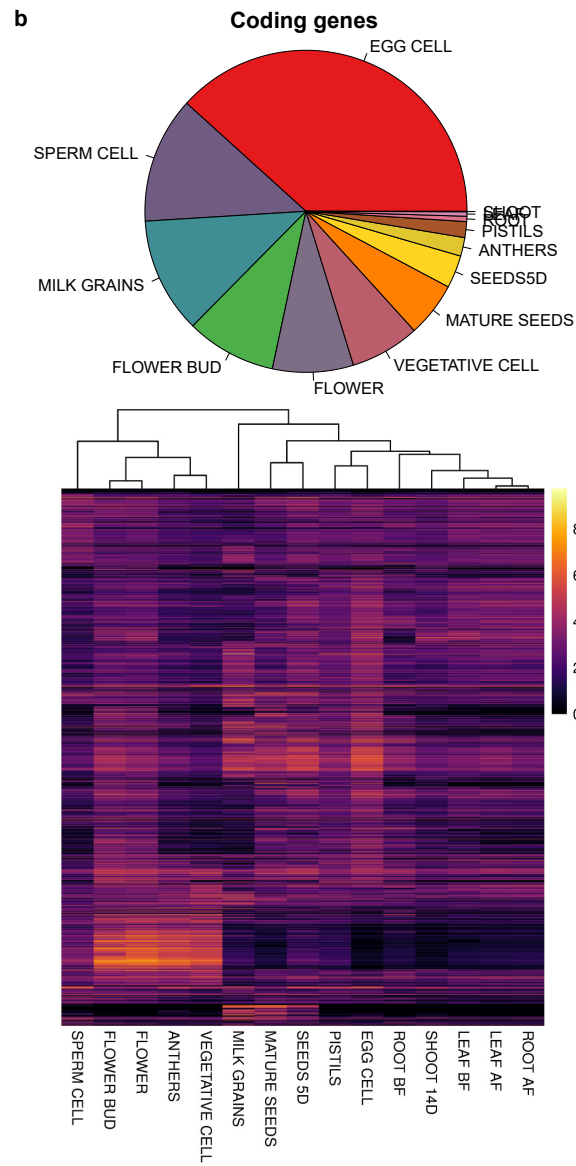 b
Coding genes
EGG CELL
SPERM CELL
SHOOT
LEAF
ROOT
PISTILS
ANTHERS
SEEDS5D
MILK GRAINS
MATURE SEEDS
VEGETATIVE CELL
FLOWER BUD
FLOWER
8
6
4
2
0
SPERM CELL
FLOWER BUD
FLOWER
ANTHERS
VEGETATIVE CELL
MILK GRAINS
MATURE SEEDS
SEEDS 5D
PISTILS
EGG CELL
ROOT BF
SHOOT 14D
LEAF BF
LEAF AF
ROOT AF